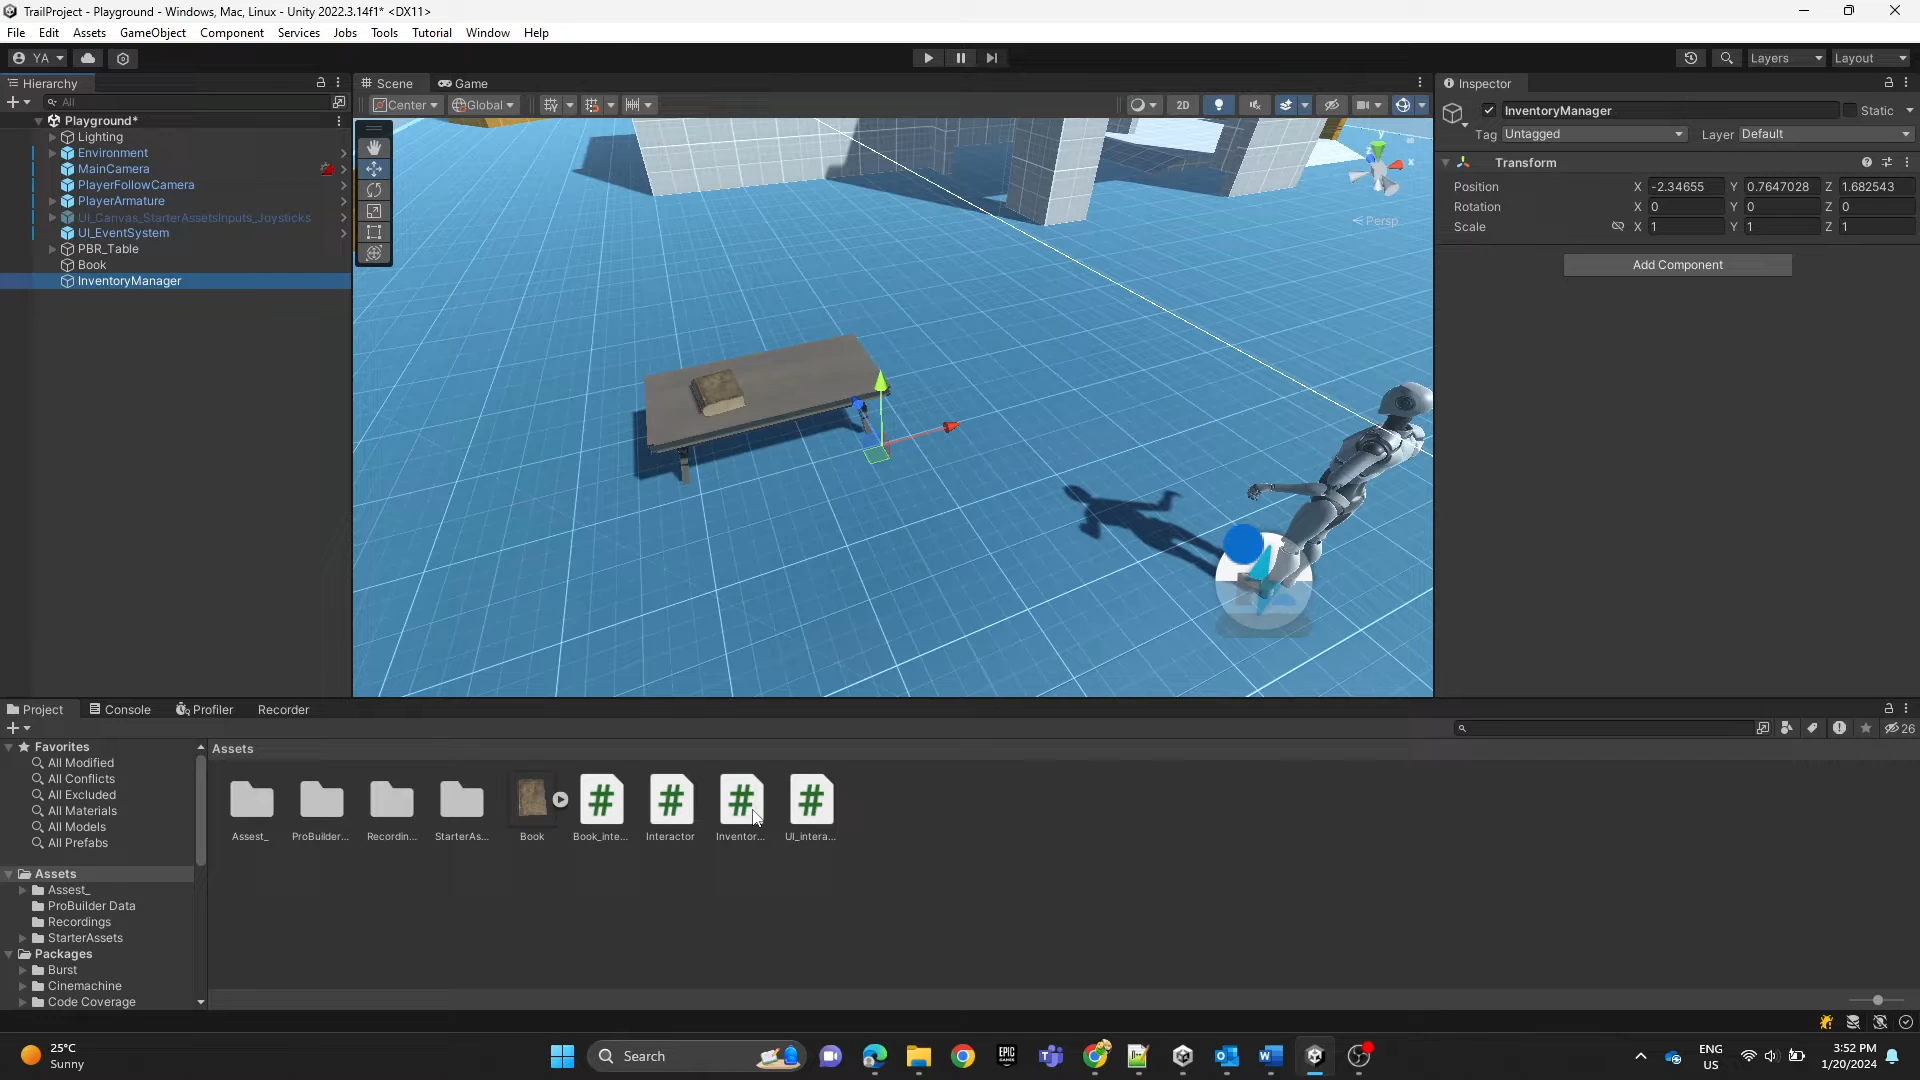 TrailProject - Playground - Windows, Mac, Linux - Unity 2022.3.14f1* <DX11>
File Edit Assets GameObject Component Services Jobs Tools Tutorial Window Help
YA Layers Layout
Hierarchy
All
Playground*
Lighting
Environment
MainCamera
PlayerFollowCamera
PlayerArmature
UI_Canvas_StarterAssetsInputs_Joysticks
UI_EventSystem
PBR_Table
Book
InventoryManager
Scene Game
Center Global 2D
y
x
Persp
Inspector
InventoryManager Static
Tag Untagged Layer Default
Transform
Position X -2.34655 Y 0.7647028 Z 1.682543
Rotation X 0 Y 0 Z 0
Scale X 1 Y 1 Z 1
Add Component
Project Console Profiler Recorder
26
Favorites
All Modified
All Conflicts
All Excluded
All Materials
All Models
All Prefabs
Assets
Assest_
ProBuilder Data
Recordings
StarterAssets
Packages
Burst
Cinemachine
Code Coverage
Assets
Assest_ ProBuilder... Recordin... StarterAs... Book Book_inte... Interactor Inventor... UI_intera...
25°C
Sunny
Search
EPIC
GAMES
ENG
US
3:52 PM
1/20/2024